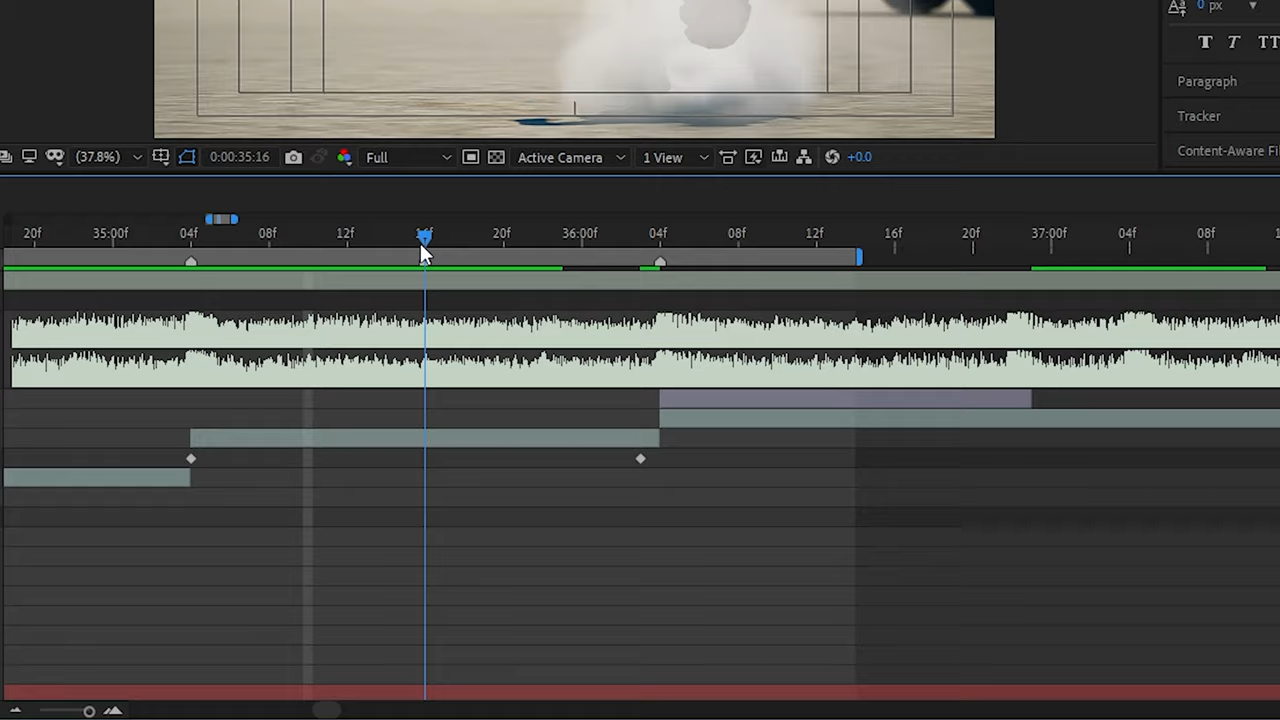 0 px
T T TT
Paragraph
Tracker
Content-Aware Fi
(37.8%) 0:00:35:16 Full Active Camera 1 View +0.0
20f 35:00f 04f 08f 12f 16f 20f 36:00f 04f 08f 12f 16f 20f 37:00f 04f 08f 1